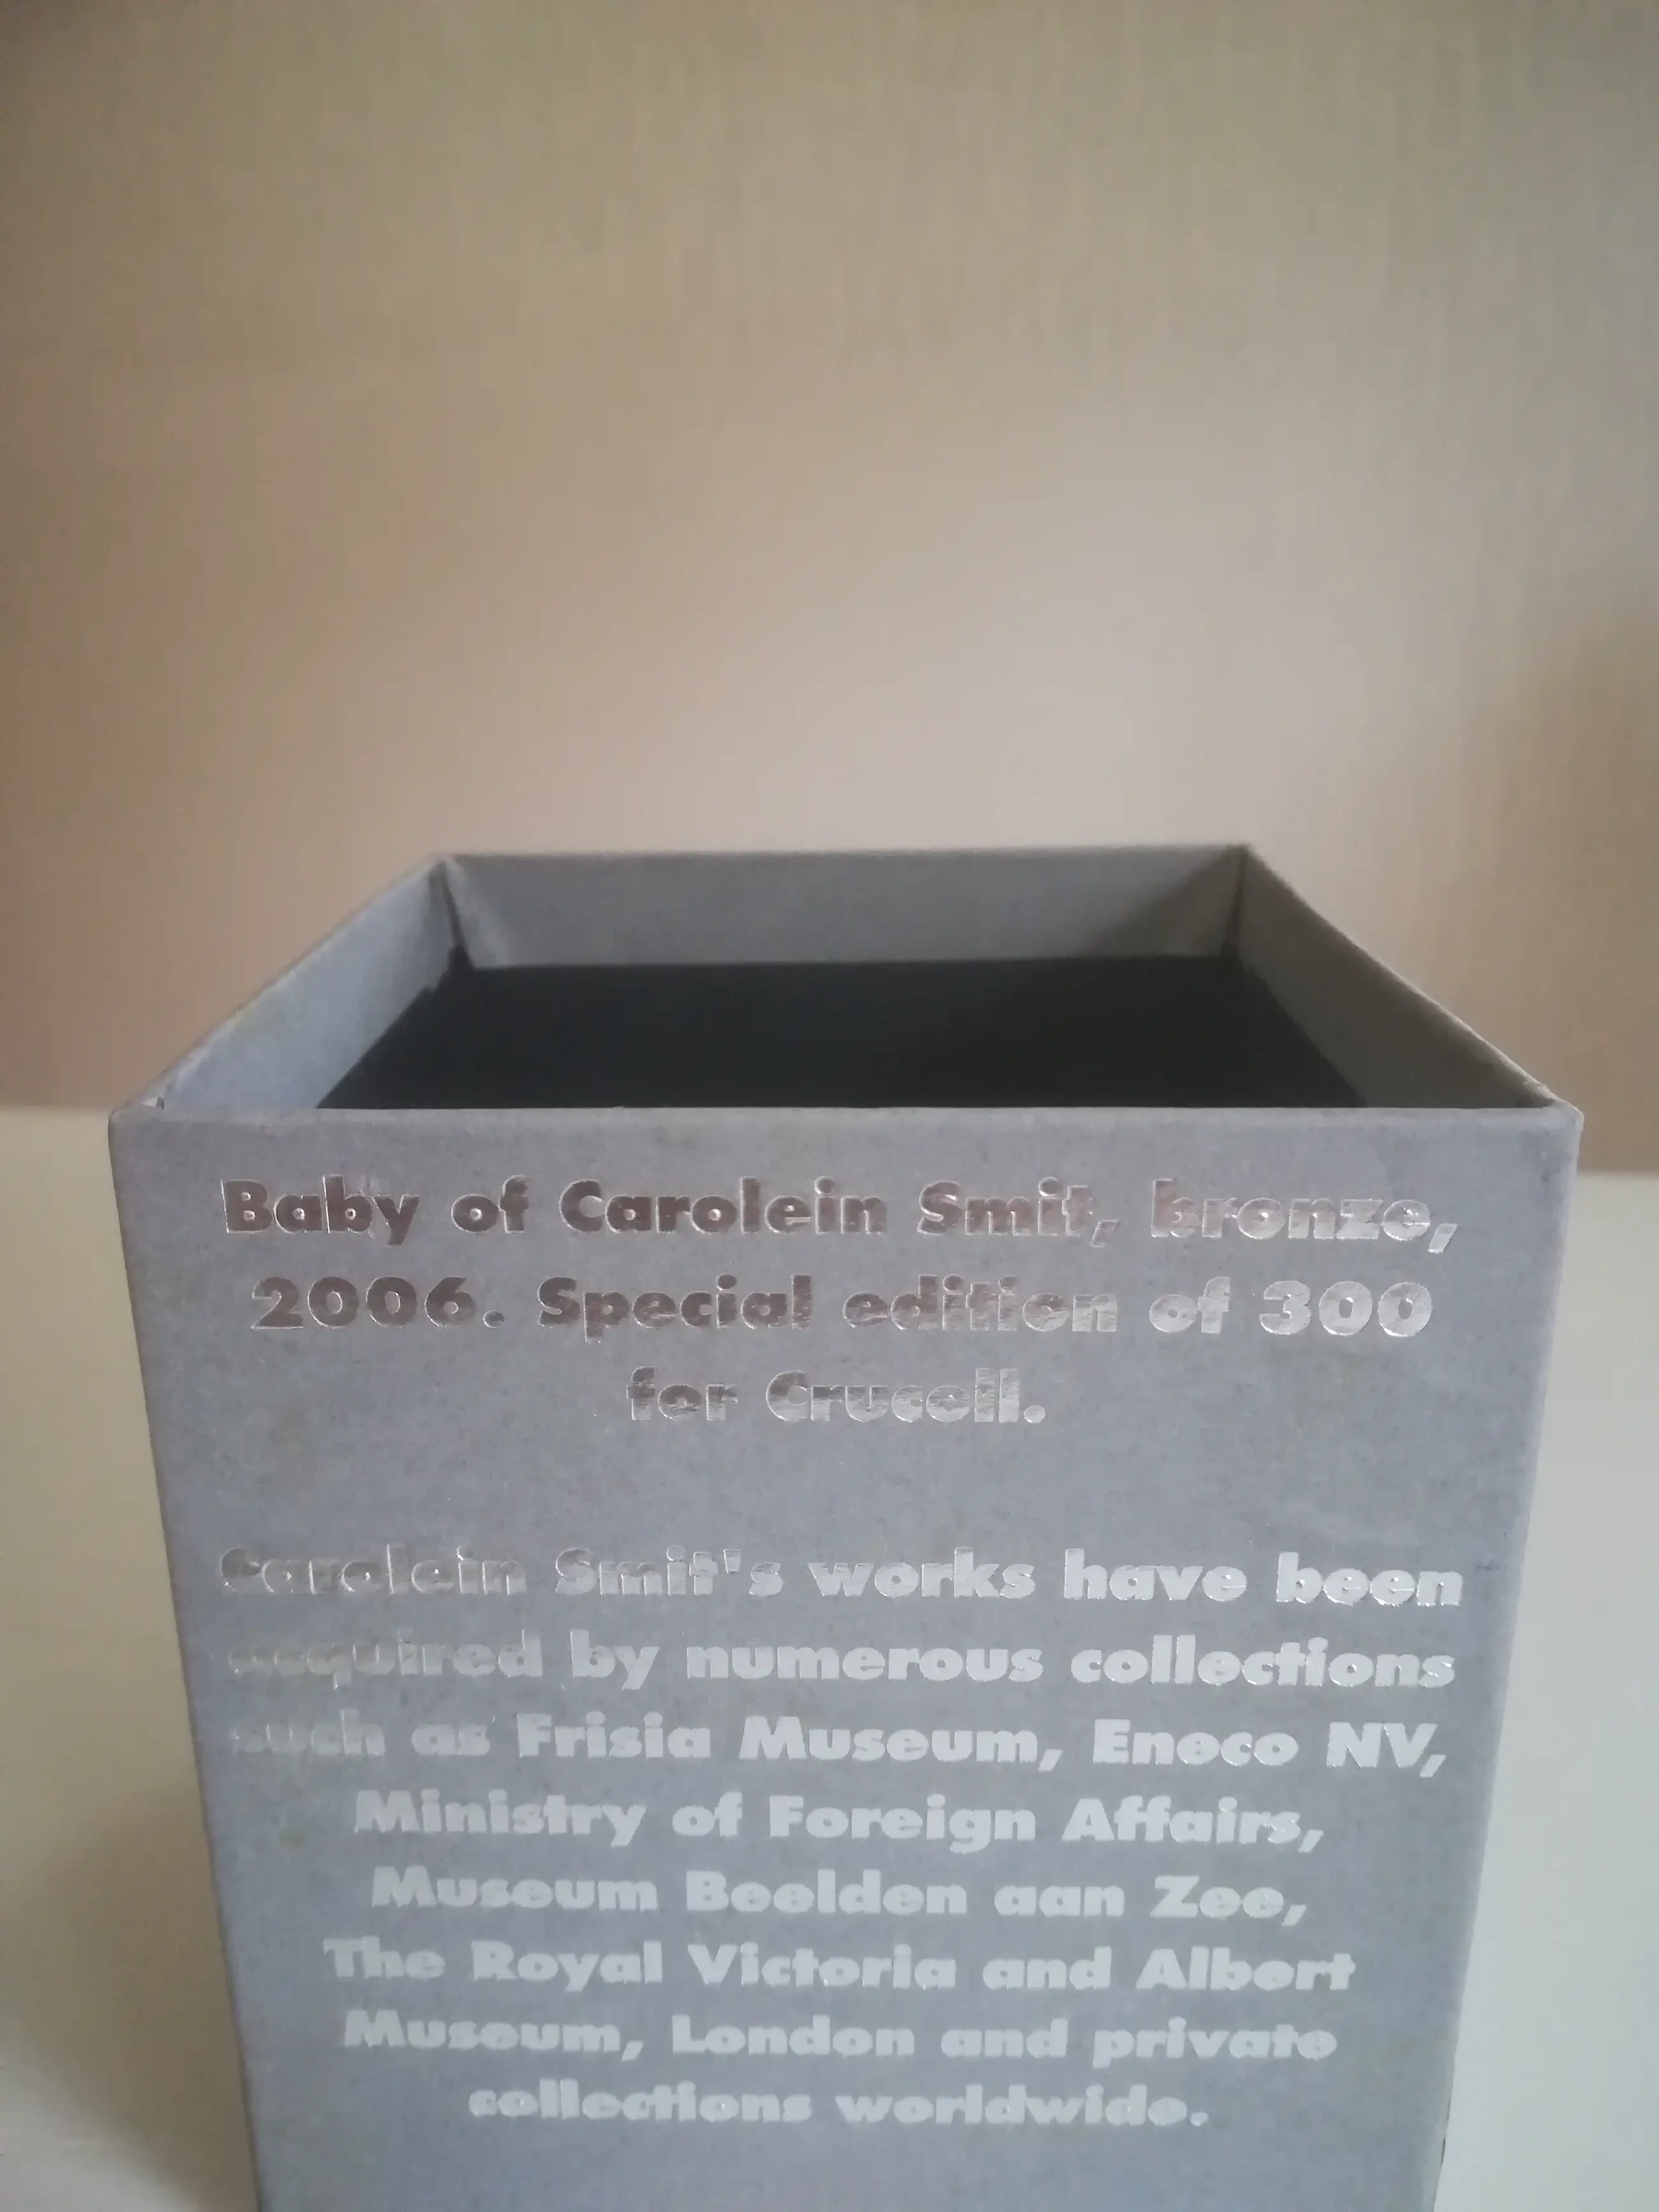 Baby of Carolein Smit, bronze,
2006. Special edition of 300
for Crucell.
Carolein Smit's works have been
acquired by numerous collections
such as Frisia Museum, Eneco NV,
Ministry of Foreign Affairs,
Museum Beelden aan Zee,
The Royal Victoria and Albert
Museum, London and private
collections worldwide.